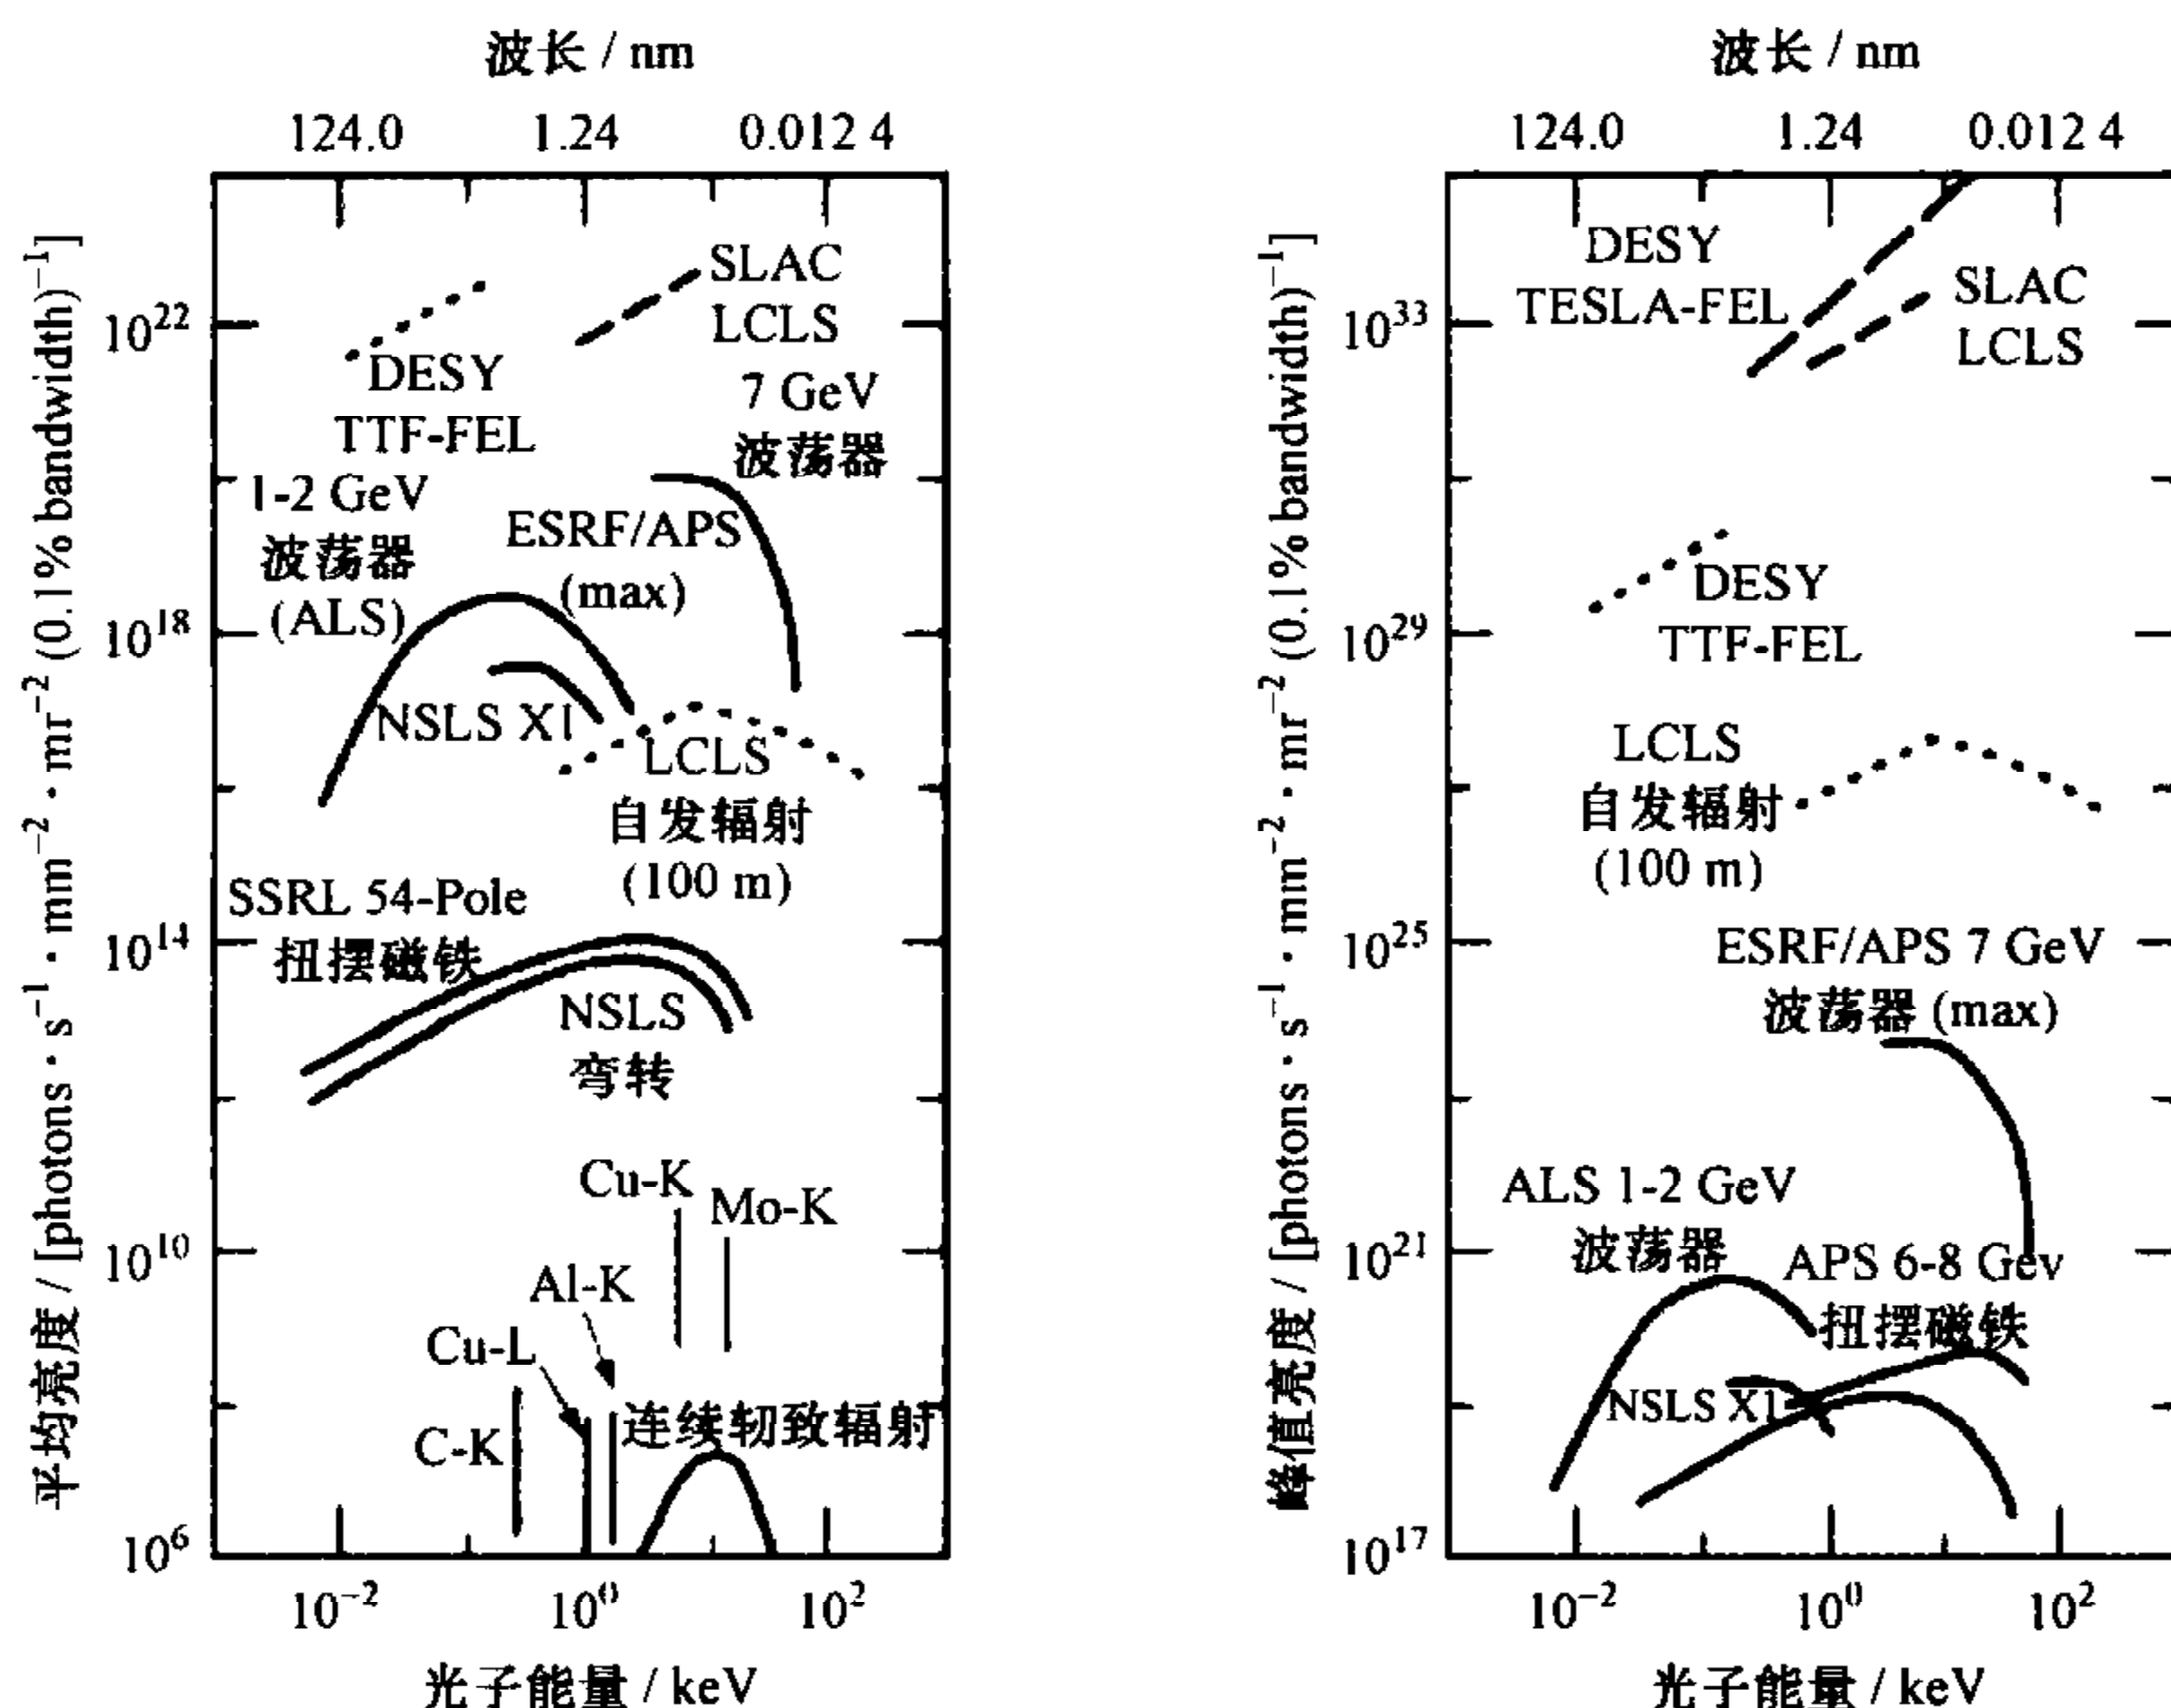 波长 / nm
124.0 1.24 0.012 4
平均亮度 / [photons · s⁻¹ · mm⁻² · mr⁻² (0.1% bandwidth)⁻¹]
10²²
10¹⁸
10¹⁴
10¹⁰
10⁶
SLAC
LCLS
DESY
TTF-FEL
7 GeV
波荡器
1-2 GeV
波荡器
(ALS)
ESRF/APS
(max)
NSLS X1
LCLS
自发辐射
(100 m)
SSRL 54-Pole
扭摆磁铁
NSLS
弯转
Cu-K
Mo-K
Al-K
Cu-L
C-K
连续轫致辐射
10⁻² 10⁰ 10²
光子能量 / keV
波长 / nm
124.0 1.24 0.012 4
峰值亮度 / [photons · s⁻¹ · mm⁻² · mr⁻² (0.1% bandwidth)⁻¹]
10³³
10²⁹
10²⁵
10²¹
10¹⁷
DESY
TESLA-FEL
SLAC
LCLS
DESY
TTF-FEL
LCLS
自发辐射
(100 m)
ESRF/APS 7 GeV
波荡器 (max)
ALS 1-2 GeV
波荡器
APS 6-8 Gev
扭摆磁铁
NSLS X1
10⁻² 10⁰ 10²
光子能量 / keV